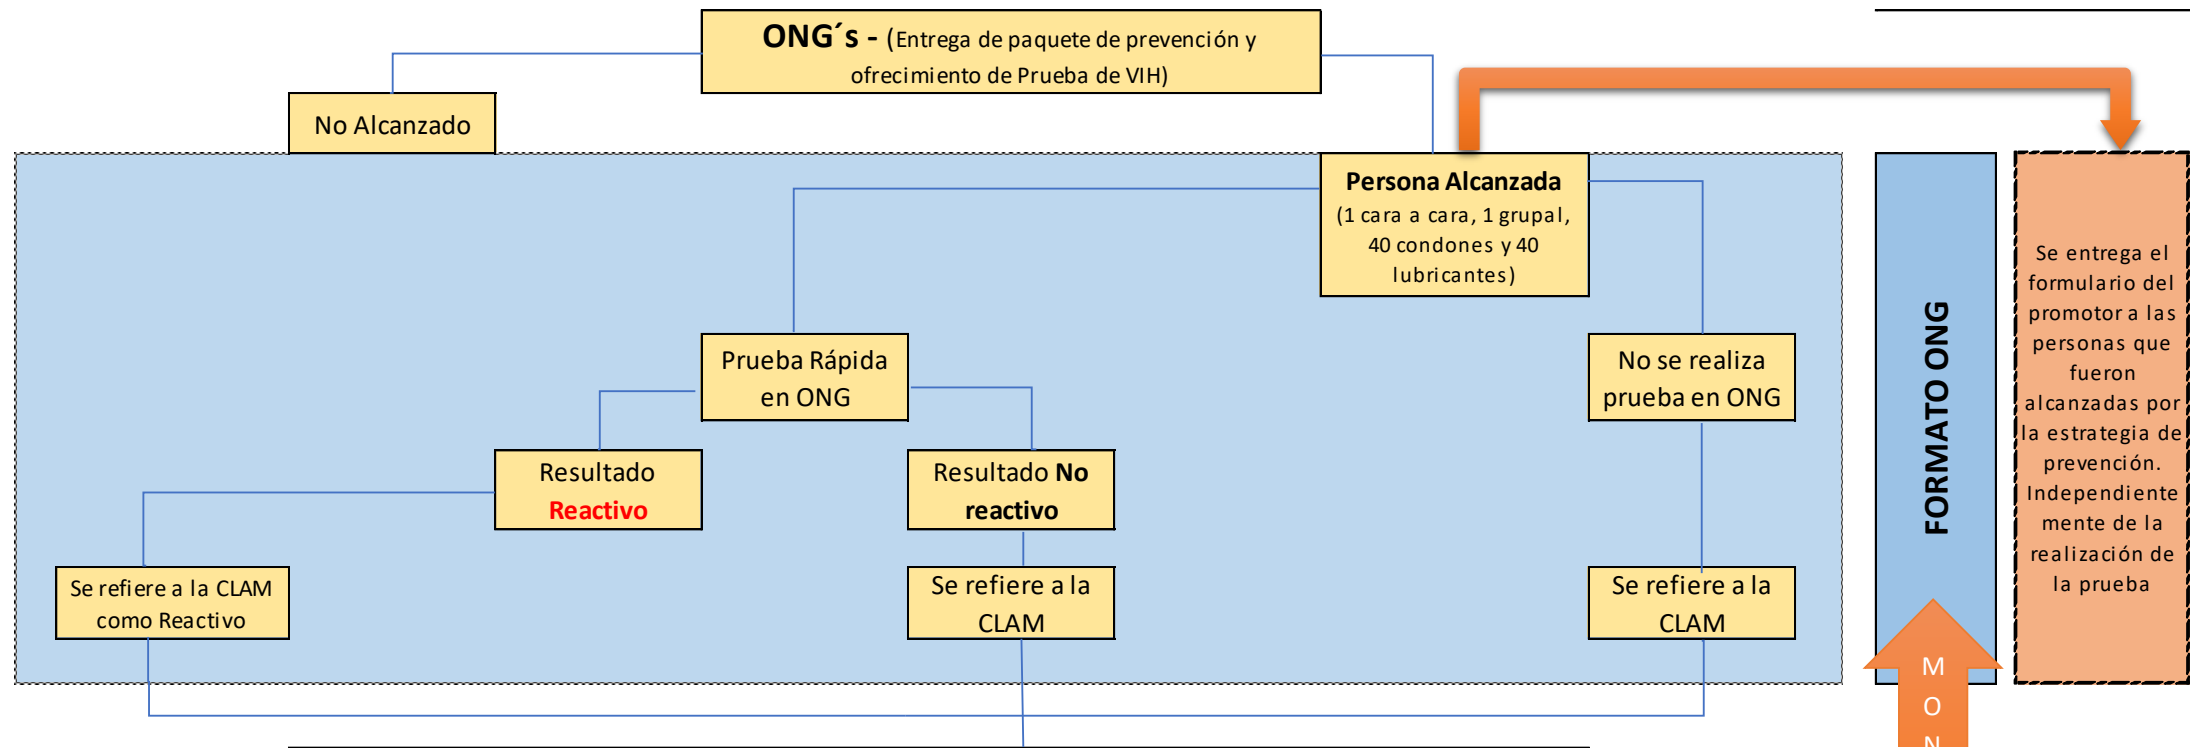 ONG´s - (Entrega de paquete de prevención y
ofrecimiento de Prueba de VIH)
No Alcanzado
Persona Alcanzada
(1 cara a cara, 1 grupal,
40 condones y 40
lubricantes)
Prueba Rápida
en ONG
No se realiza
prueba en ONG
Resultado
Reactivo
Resultado No
reactivo
Se refiere a la CLAM
como Reactivo
Se refiere a la
CLAM
Se refiere a la
CLAM
FORMATO ONG
M
O
N
Se entrega el
formulario del
promotor a las
personas que
fueron
alcanzadas por
la estrategia de
prevención.
Independiente
mente de la
realización de
la prueba